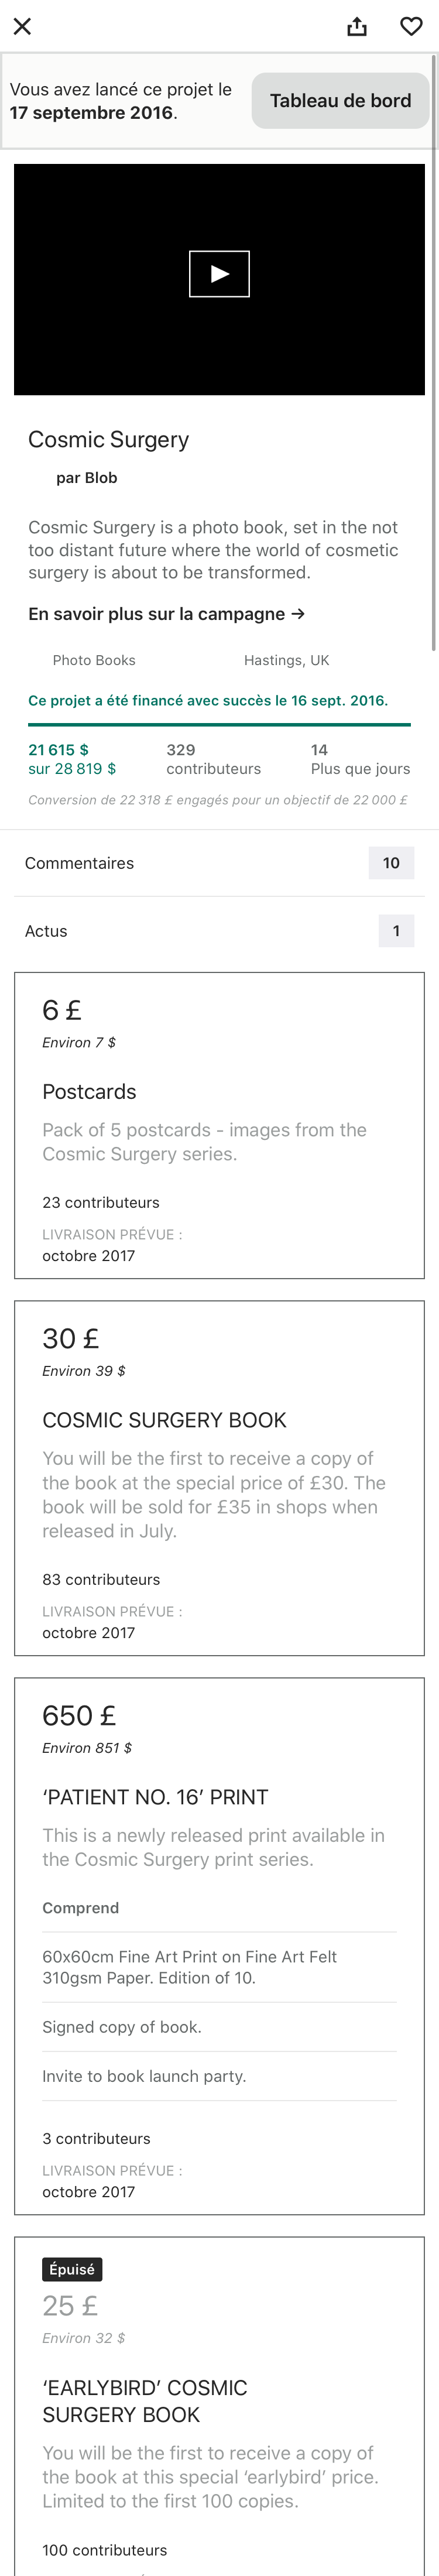 Vous avez lancé ce projet le
17 septembre 2016.
Tableau de bord
Cosmic Surgery
par Blob
Cosmic Surgery is a photo book, set in the not
too distant future where the world of cosmetic
surgery is about to be transformed.
En savoir plus sur la campagne →
Photo Books
Hastings, UK
Ce projet a été financé avec succès le 16 sept. 2016.
21 615 $
sur 28 819 $
329
contributeurs
14
Plus que jours
Conversion de 22 318 £ engagés pour un objectif de 22 000 £
Commentaires
10
Actus
1
6 £
Environ 7 $
Postcards
Pack of 5 postcards - images from the
Cosmic Surgery series.
23 contributeurs
LIVRAISON PRÉVUE :
octobre 2017
30 £
Environ 39 $
COSMIC SURGERY BOOK
You will be the first to receive a copy of
the book at the special price of £30. The
book will be sold for £35 in shops when
released in July.
83 contributeurs
LIVRAISON PRÉVUE :
octobre 2017
650 £
Environ 851 $
‘PATIENT NO. 16’ PRINT
This is a newly released print available in
the Cosmic Surgery print series.
Comprend
60x60cm Fine Art Print on Fine Art Felt
310gsm Paper. Edition of 10.
Signed copy of book.
Invite to book launch party.
3 contributeurs
LIVRAISON PRÉVUE :
octobre 2017
Épuisé
25 £
Environ 32 $
‘EARLYBIRD’ COSMIC
SURGERY BOOK
You will be the first to receive a copy of
the book at this special ‘earlybird’ price.
Limited to the first 100 copies.
100 contributeurs